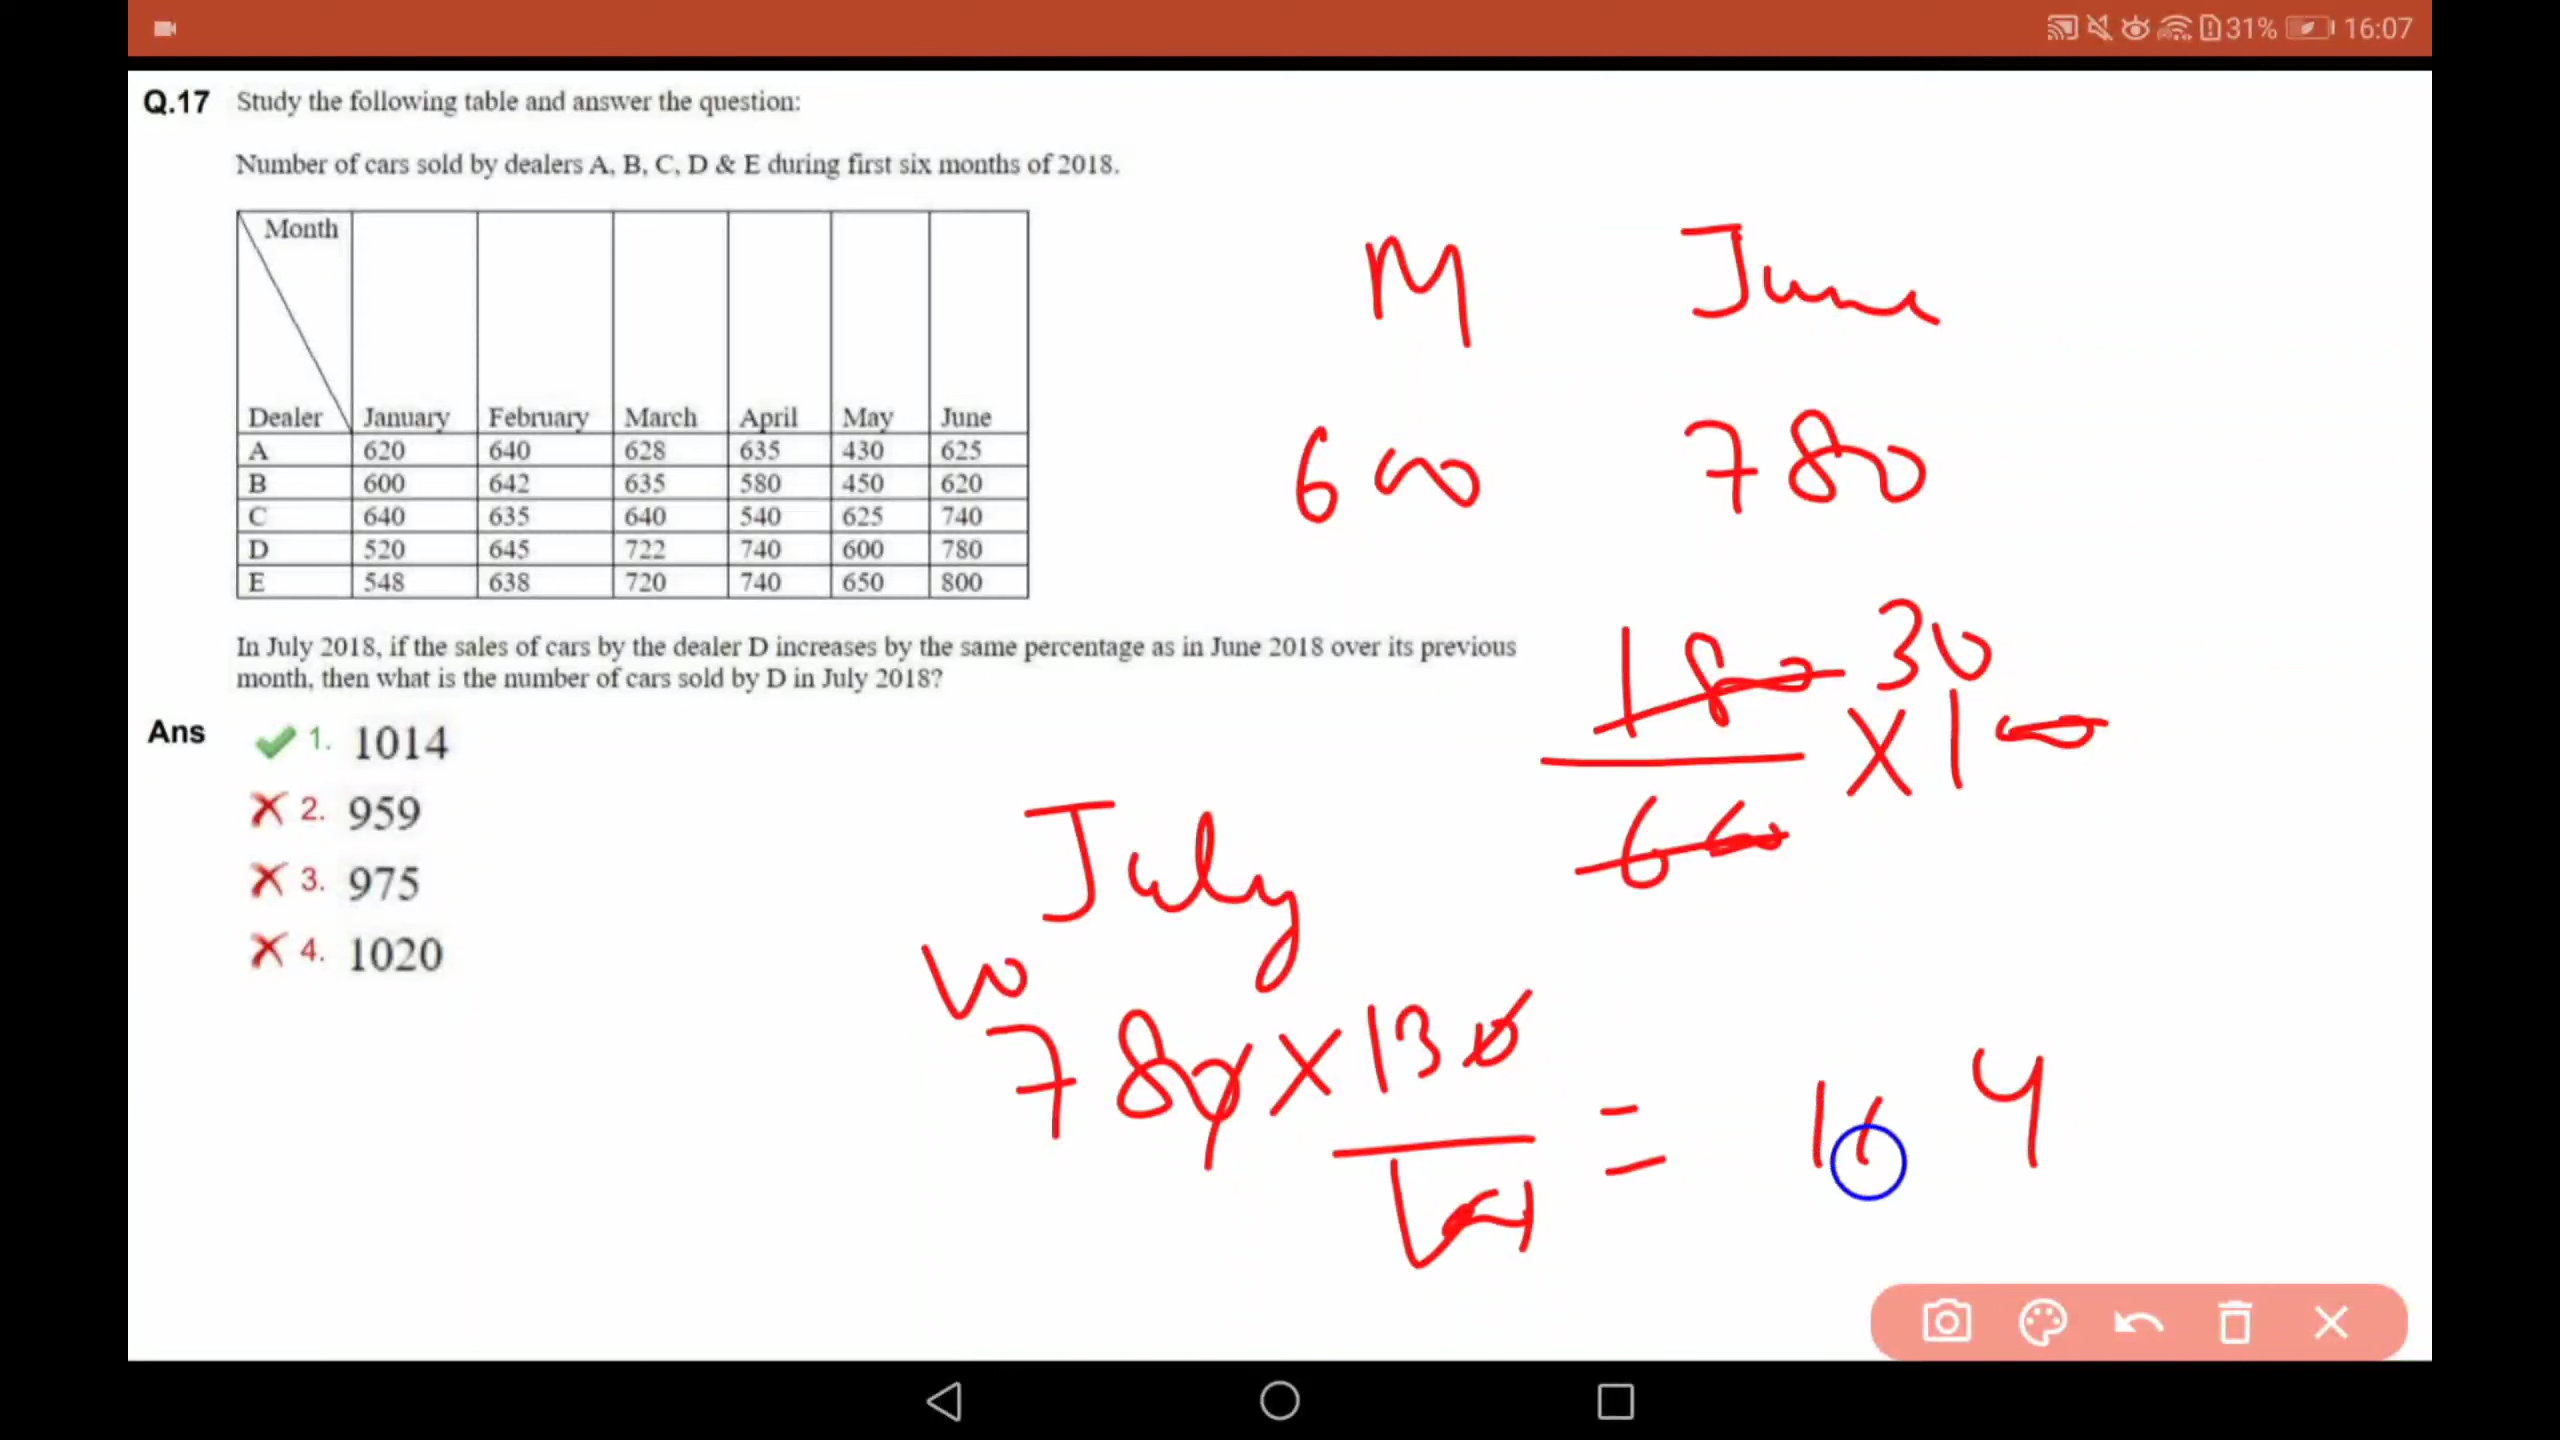 31% 16:07
Q.17 Study the following table and answer the question:
Number of cars sold by dealers A, B, C, D & E during first six months of 2018.
Month
Dealer January February March April May June
A 620 640 628 635 430 625
B 600 642 635 580 450 620
C 640 635 640 540 625 740
D 520 645 722 740 600 780
E 548 638 720 740 650 800
In July 2018, if the sales of cars by the dealer D increases by the same percentage as in June 2018 over its previous
month, then what is the number of cars sold by D in July 2018?
Ans 1. 1014
2. 959
3. 975
4. 1020
M June
600 780
180 30
× 100
600
July
780 × 130
100
=
4